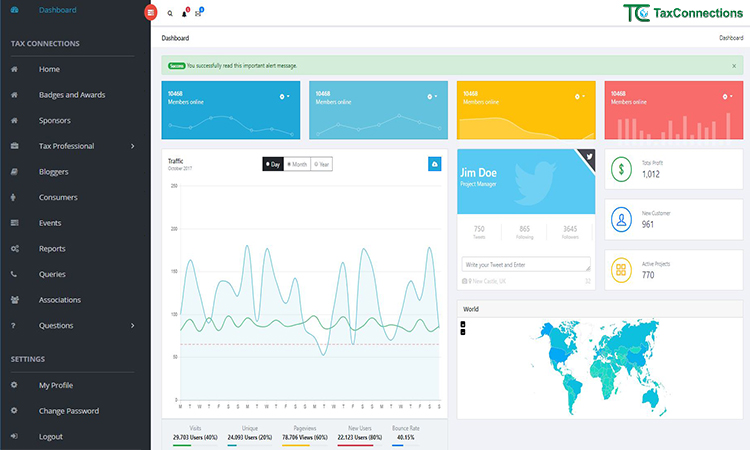 Dashboard
TC TaxConnections
TAX CONNECTIONS
Home
Badges and Awards
Sponsors
Tax Professional
Bloggers
Consumers
Events
Reports
Queries
Associations
? Questions
SETTINGS
My Profile
Change Password
Logout
Dashboard
Dashboard
Success You successfully read this important alert message. ×
10468
Members online
10468
Members online
10468
Members online
10468
Members online
Traffic
October 2017
Day Month Year
250
200
150
100
50
0
M T W T F S S M T W T F S S M T W T F S S M T W T F S S
Visits
29.703 Users (40%)
Unique
24.093 Users (20%)
Pageviews
78.706 Views (60%)
New Users
22.123 Users (80%)
Bounce Rate
40.15%
Jim Doe
Project Manager
750
Tweets
865
Following
3645
Followers
Write your Tweet and Enter
New Castle, UK
$
Total Profit
1,012
New Customer
961
Active Projects
770
World